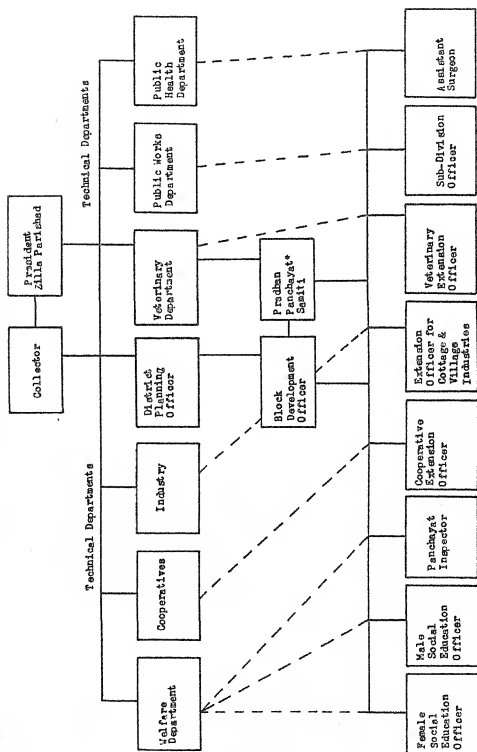 Collector
President
Zilla Parishad
Technical Departments
Technical Departments
Welfare
Department
Cooperatives
Industry
District
Planning
Officer
Veterinary
Department
Public Works
Department
Public
Health
Department
Block
Development
Officer
Pradhan
Panchayat*
Samiti
Female
Social
Education
Officer
Male
Social
Education
Officer
Panchayat
Inspector
Cooperative
Extension
Officer
Extension
Officer for
Cottage &
Village
Industries
Veterinary
Extension
Officer
Sub-Division
Officer
Assistant
Surgeon